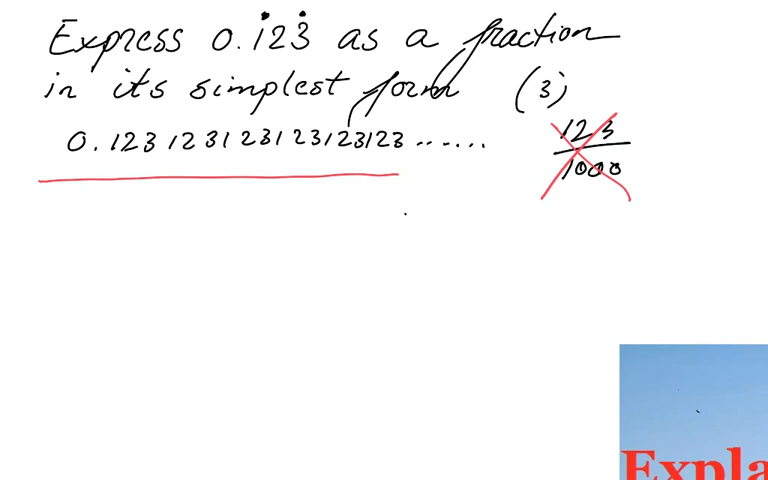 Express 0.1̇23̇ as a fraction
in its simplest form (3)
0.123123123123123123......
123
1000
Expla